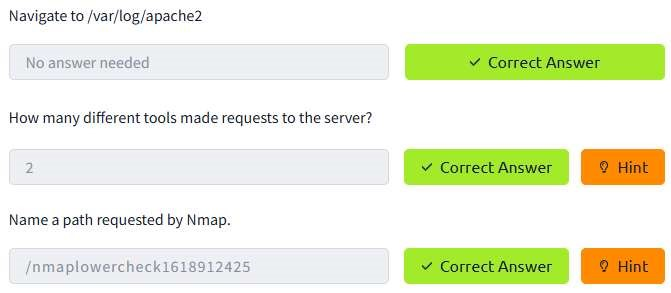 Navigate to /var/log/apache2
No answer needed
Correct Answer
How many different tools made requests to the server?
2
Correct Answer
Hint
Name a path requested by Nmap.
/nmaplowercheck1618912425
Correct Answer
Hint